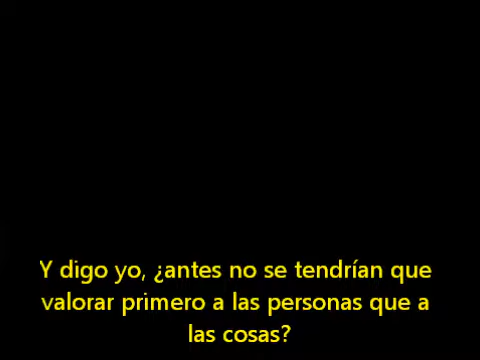 Y digo yo, ¿antes no se tendrían que
valorar primero a las personas que a
las cosas?